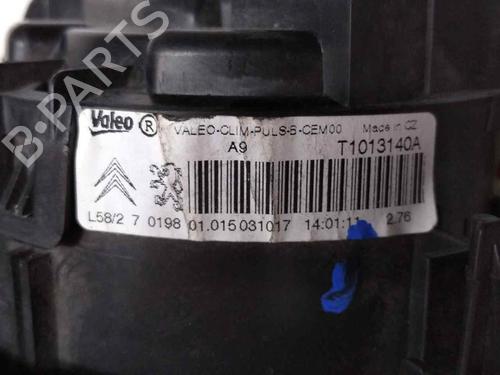 B-PARTS
Valeo ® VALEO-CLIM-PULS-B-CEM00 Made in CZ
A9 T1013140A
L58/2 7 0198 01.015 031017 14:01:11 2.76